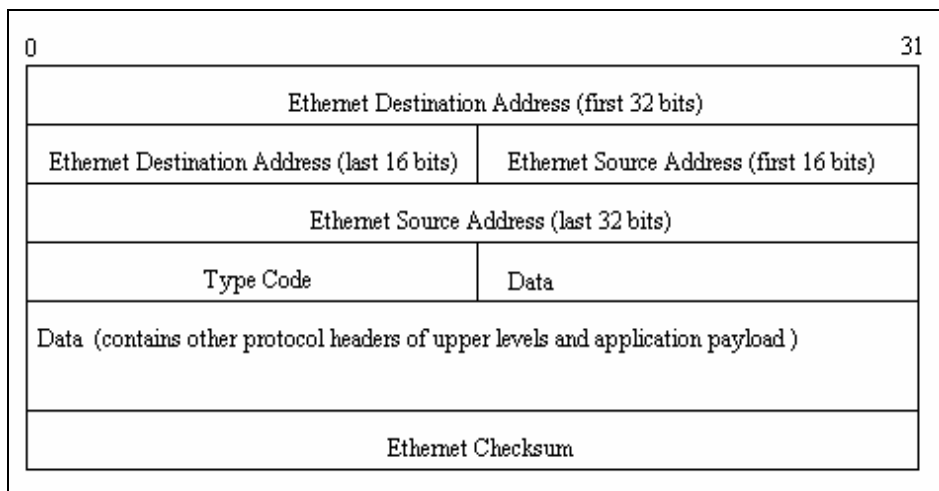 0 31
Ethernet Destination Address (first 32 bits)
Ethernet Destination Address (last 16 bits) Ethernet Source Address (first 16 bits)
Ethernet Source Address (last 32 bits)
Type Code Data
Data (contains other protocol headers of upper levels and application payload )
Ethernet Checksum